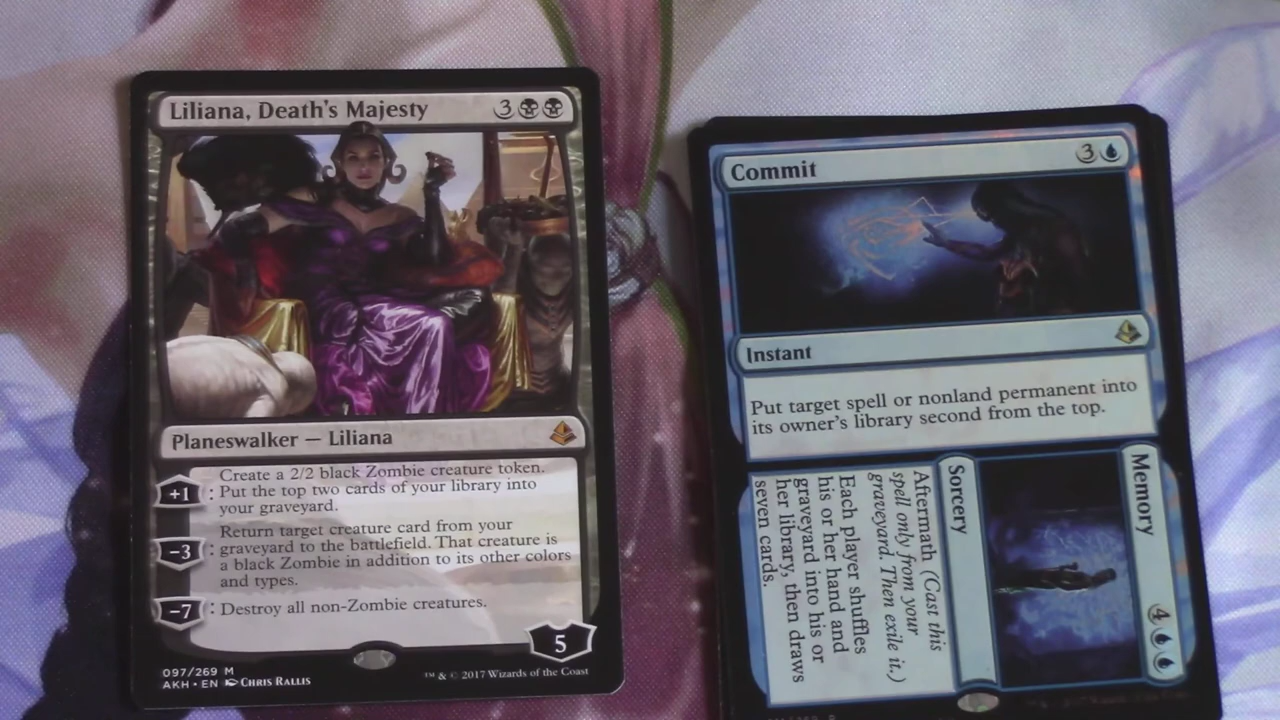 Liliana, Death's Majesty 3
Planeswalker — Liliana
+1 : Create a 2/2 black Zombie creature token.
Put the top two cards of your library into
your graveyard.
−3 : Return target creature card from your
graveyard to the battlefield. That creature is
a black Zombie in addition to its other colors
and types.
−7 : Destroy all non-Zombie creatures.
5
097/269 M
AKH • EN Chris Rallis
™ & © 2017 Wizards of the Coast
Commit 3
Instant
Put target spell or nonland permanent into
its owner's library second from the top.
Memory 4
Sorcery
Aftermath (Cast this
spell only from your
graveyard. Then exile it.)
Each player shuffles
his or her hand and
graveyard into his or
her library, then draws
seven cards.